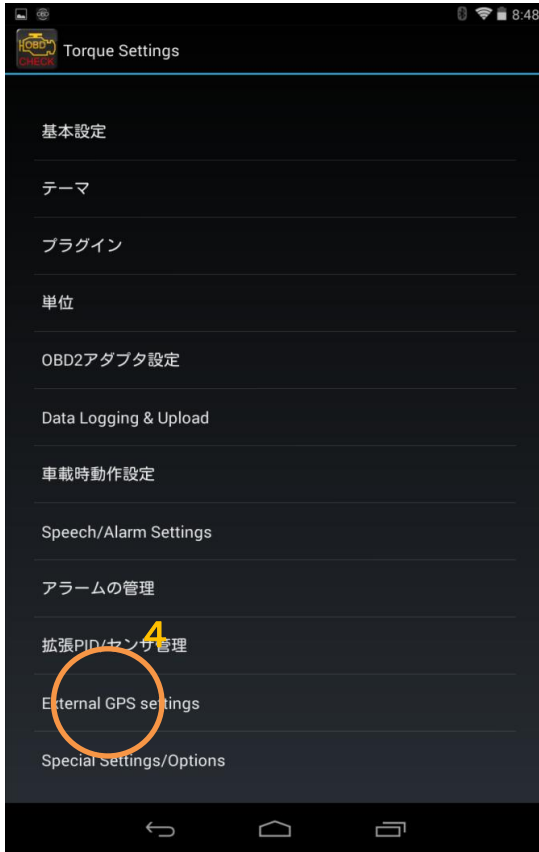 OBD
8:48
OBD
CHECK
Torque Settings
基本設定
テーマ
プラグイン
単位
OBD2アダプタ設定
Data Logging & Upload
車載時動作設定
Speech/Alarm Settings
アラームの管理
4
拡張PID/センサ管理
External GPS settings
Special Settings/Options